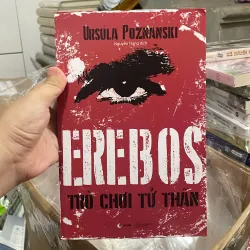 URSULA POZNANSKI
EREBOS
TRÒ CHƠI TỬ THẦN